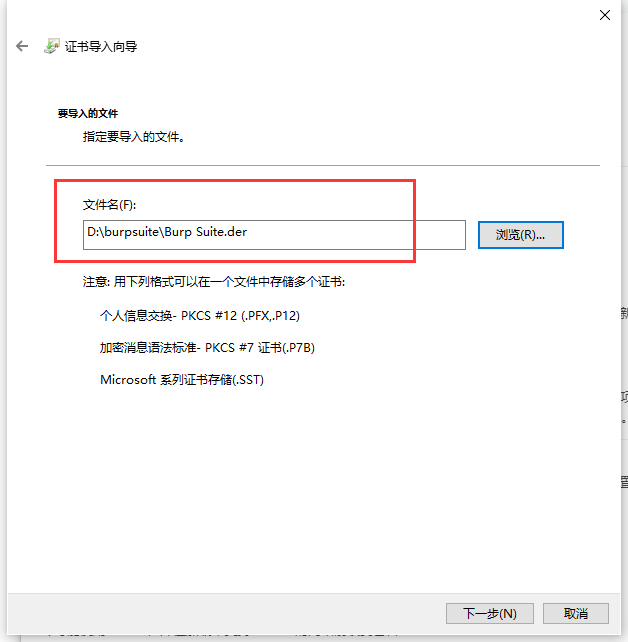 证书导入向导
要导入的文件
指定要导入的文件。
文件名(F):
D:\burpsuite\Burp Suite.der
浏览(R)...
注意: 用下列格式可以在一个文件中存储多个证书:
个人信息交换- PKCS #12 (.PFX,.P12)
加密消息语法标准- PKCS #7 证书(.P7B)
Microsoft 系列证书存储(.SST)
下一步(N)
取消